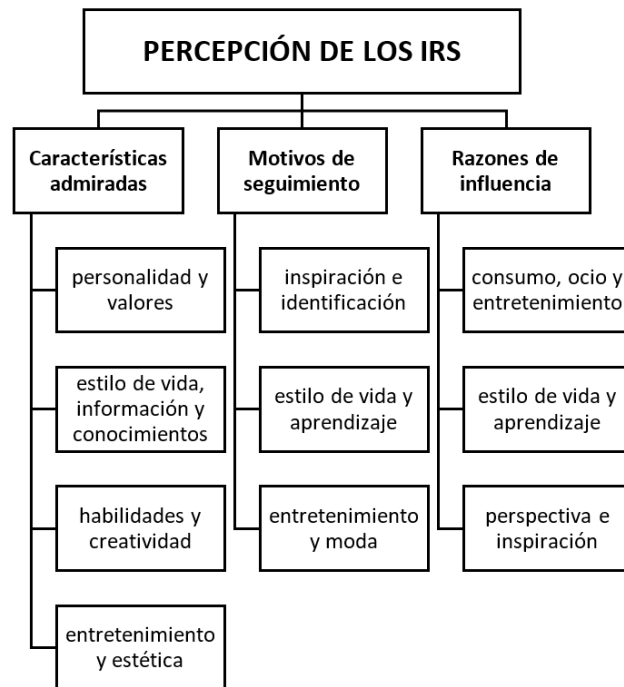 PERCEPCIÓN DE LOS IRS
Características
admiradas
personalidad y
valores
estilo de vida,
información y
conocimientos
habilidades y
creatividad
entretenimiento
y estética
Motivos de
seguimiento
inspiración e
identificación
estilo de vida y
aprendizaje
entretenimiento
y moda
Razones de
influencia
consumo, ocio y
entretenimiento
estilo de vida y
aprendizaje
perspectiva e
inspiración